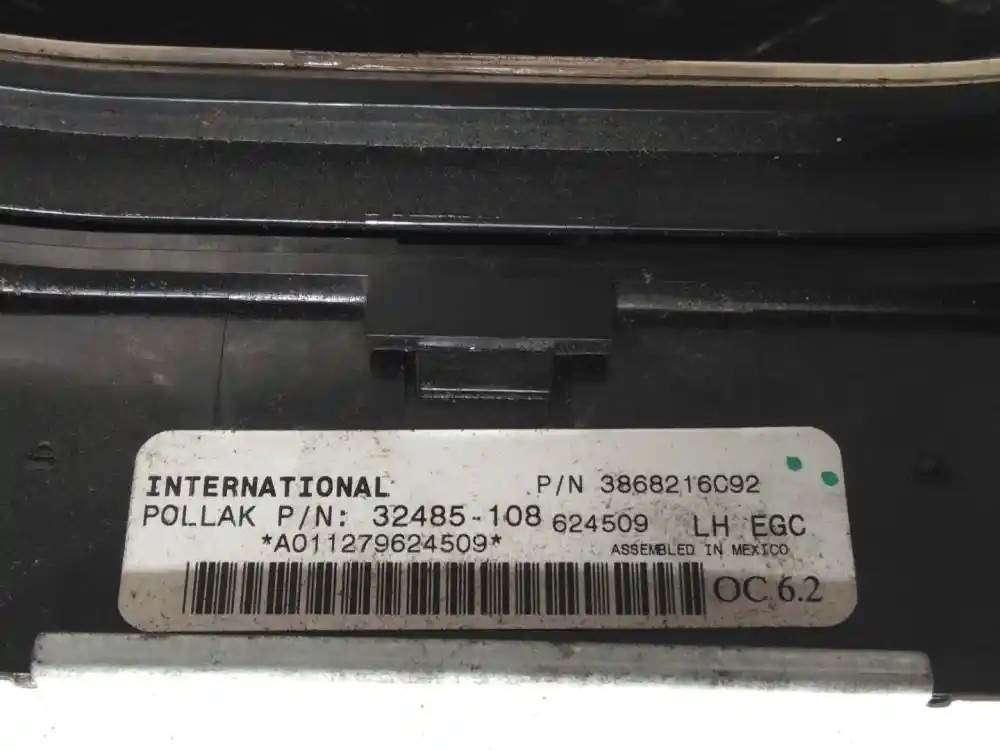 INTERNATIONAL P/N 3868216C92
POLLAK P/N: 32485-108 624509 LH EGC
*A011279624509* ASSEMBLED IN MEXICO
OC 6.2